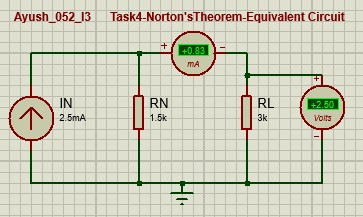 Ayush_052_I3 Task4-Norton'sTheorem-Equivalent Circuit
+0.83
+ −
mA
IN
2.5mA
RN
1.5k
RL
3k
+
+2.50
Volts
−